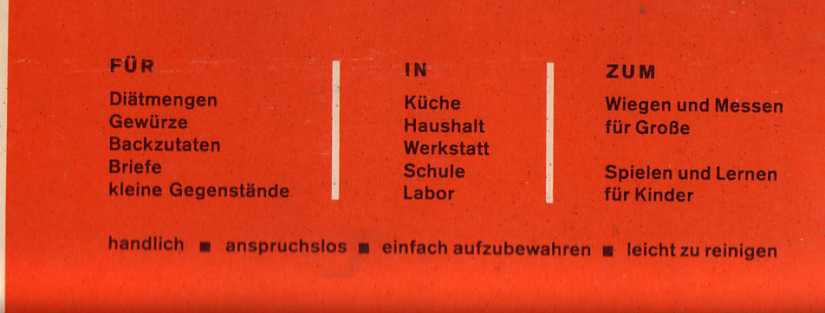 FÜR
Diätmengen
Gewürze
Backzutaten
Briefe
kleine Gegenstände
IN
Küche
Haushalt
Werkstatt
Schule
Labor
ZUM
Wiegen und Messen
für Große
Spielen und Lernen
für Kinder
handlich ■ anspruchslos ■ einfach aufzubewahren ■ leicht zu reinigen